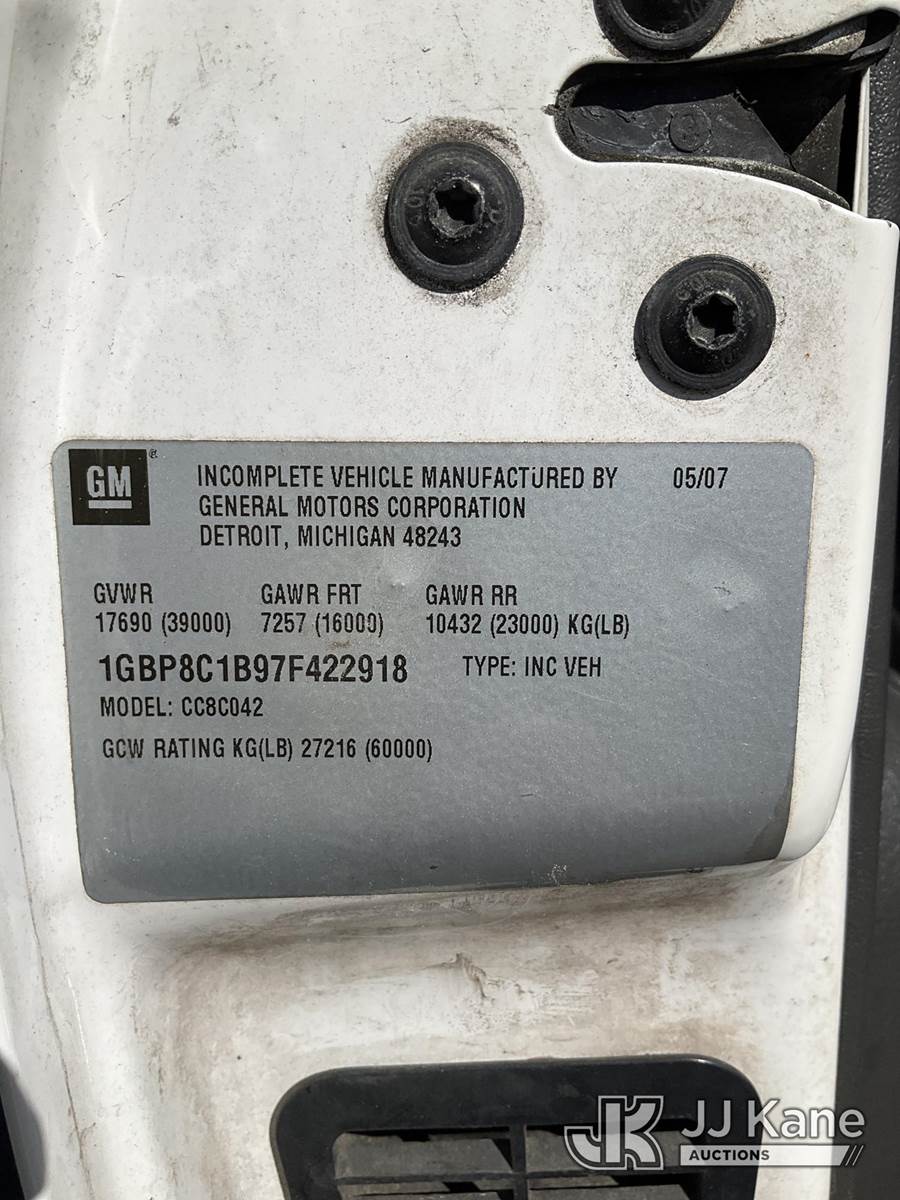 GM ®
INCOMPLETE VEHICLE MANUFACTURED BY 05/07
GENERAL MOTORS CORPORATION
DETROIT, MICHIGAN 48243
GVWR GAWR FRT GAWR RR
17690 (39000) 7257 (16000) 10432 (23000) KG(LB)
1GBP8C1B97F422918 TYPE: INC VEH
MODEL: CC8C042
GCW RATING KG(LB) 27216 (60000)
JK JJ Kane
AUCTIONS